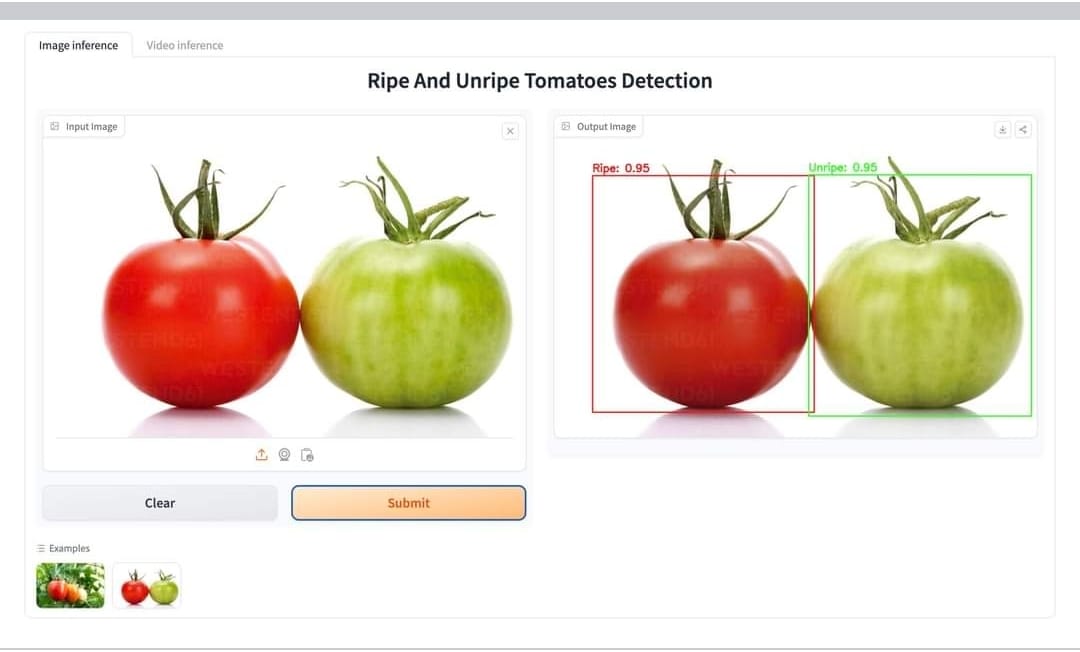 Image inference
Video inference
Ripe And Unripe Tomatoes Detection
Input Image
Output Image
Ripe: 0.95
Unripe: 0.95
Clear
Submit
Examples